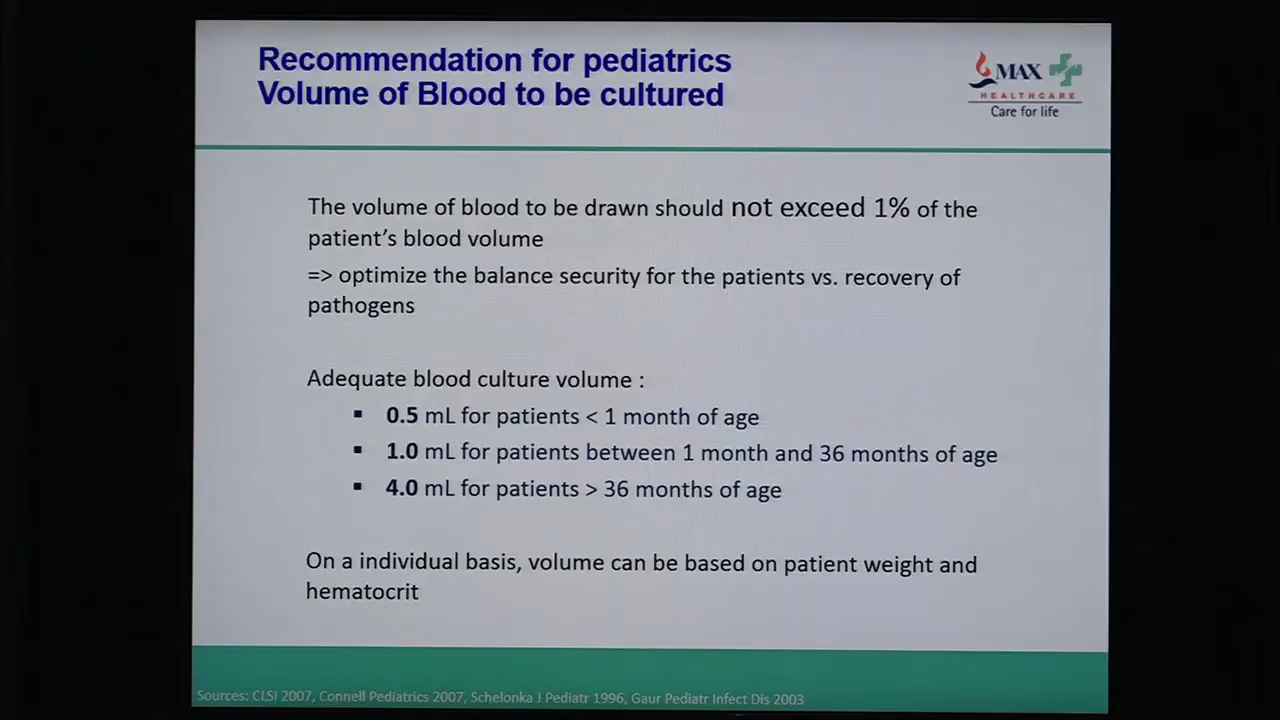 Recommendation for pediatrics
Volume of Blood to be cultured
MAX
HEALTHCARE
Care for life
The volume of blood to be drawn should not exceed 1% of the
patient's blood volume
=> optimize the balance security for the patients vs. recovery of
pathogens
Adequate blood culture volume :
▪ 0.5 mL for patients < 1 month of age
▪ 1.0 mL for patients between 1 month and 36 months of age
▪ 4.0 mL for patients > 36 months of age
On a individual basis, volume can be based on patient weight and
hematocrit
Sources: CLSI 2007, Connell Pediatrics 2007, Schelonka J Pediatr 1996, Gaur Pediatr Infect Dis 2003